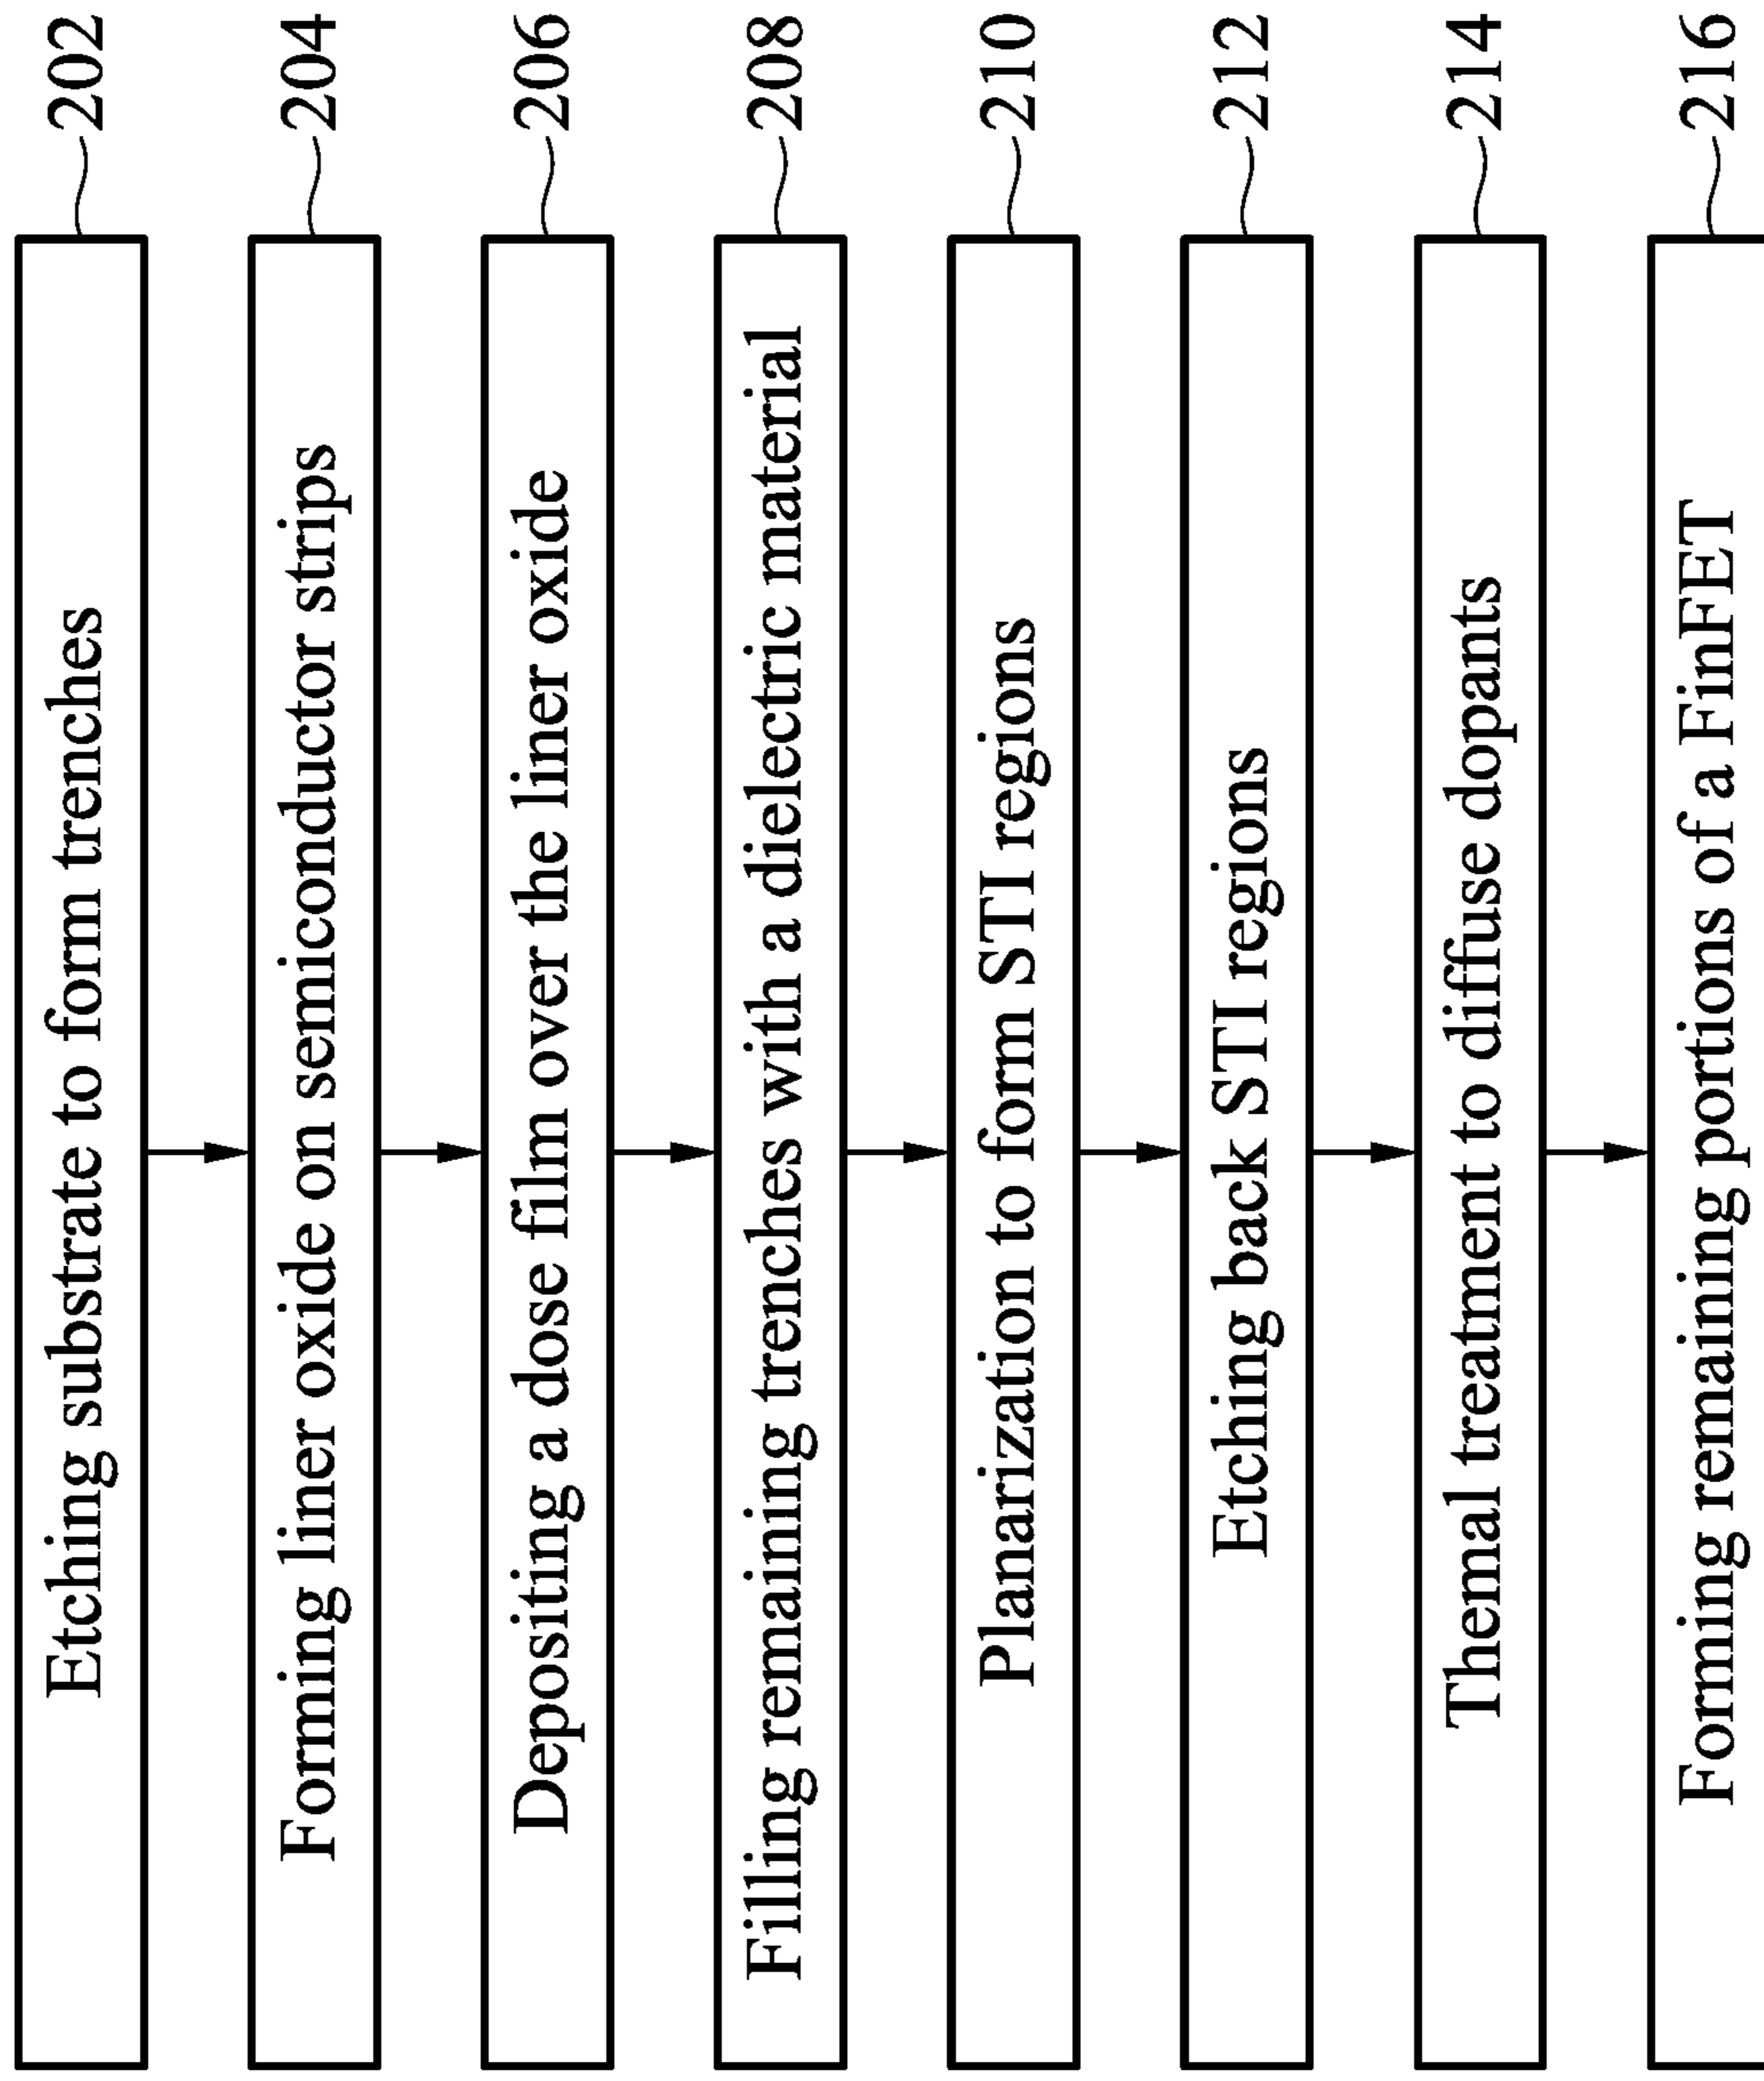 Etching substrate to form trenches 202
Forming liner oxide on semiconductor strips 204
Depositing a dose film over the liner oxide 206
Filling remaining trenches with a dielectric material 208
Planarization to form STI regions 210
Etching back STI regions 212
Themal treatment to diffuse dopants 214
Forming remaining portions of a FinFET 216